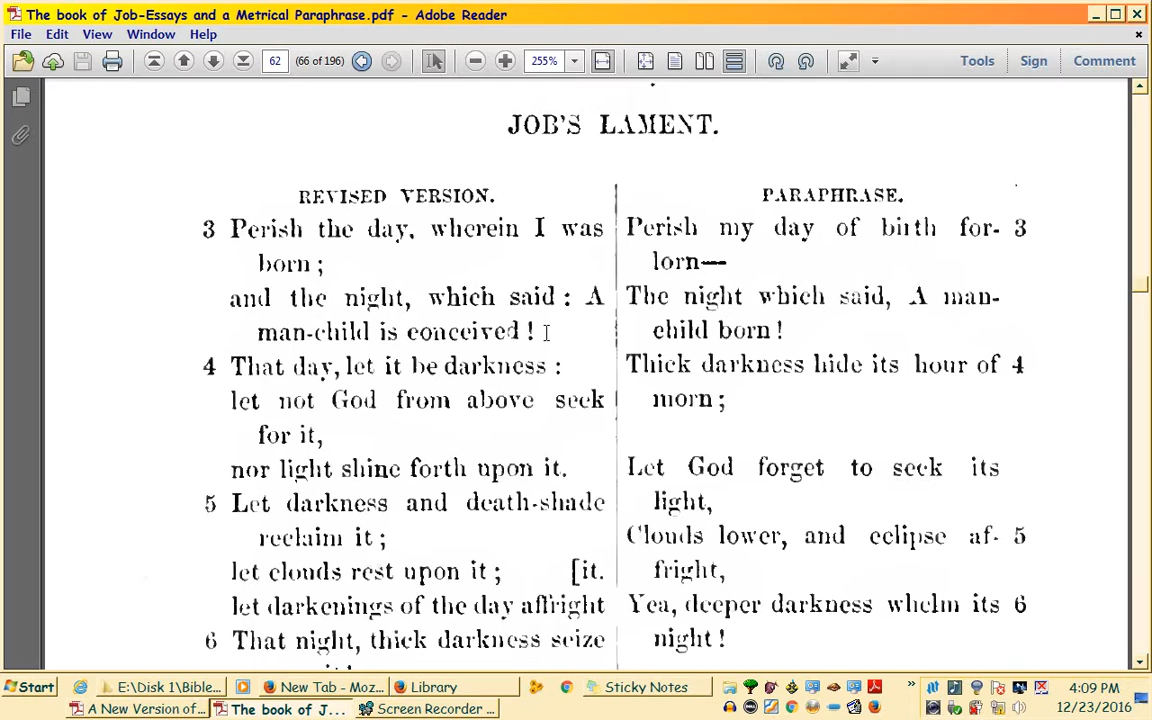 The book of Job-Essays and a Metrical Paraphrase.pdf - Adobe Reader
File Edit View Window Help
62 (66 of 196) 255% Tools Sign Comment
JOB'S LAMENT.
REVISED VERSION.
3 Perish the day, wherein I was
born ;
and the night, which said : A
man-child is conceived !
4 That day, let it be darkness :
let not God from above seek
for it,
nor light shine forth upon it.
5 Let darkness and death-shade
reclaim it ;
let clouds rest upon it ; [it.
let darkenings of the day affright
6 That night, thick darkness seize
PARAPHRASE.
Perish my day of birth for- 3
lorn—
The night which said, A man-
child born !
Thick darkness hide its hour of 4
morn ;
Let God forget to seek its
light,
Clouds lower, and eclipse af- 5
fright,
Yea, deeper darkness whelm its 6
night !
Start E:\Disk 1\Bible... New Tab - Moz... Library Sticky Notes » 4:09 PM
A New Version of... The book of J... Screen Recorder ... 12/23/2016